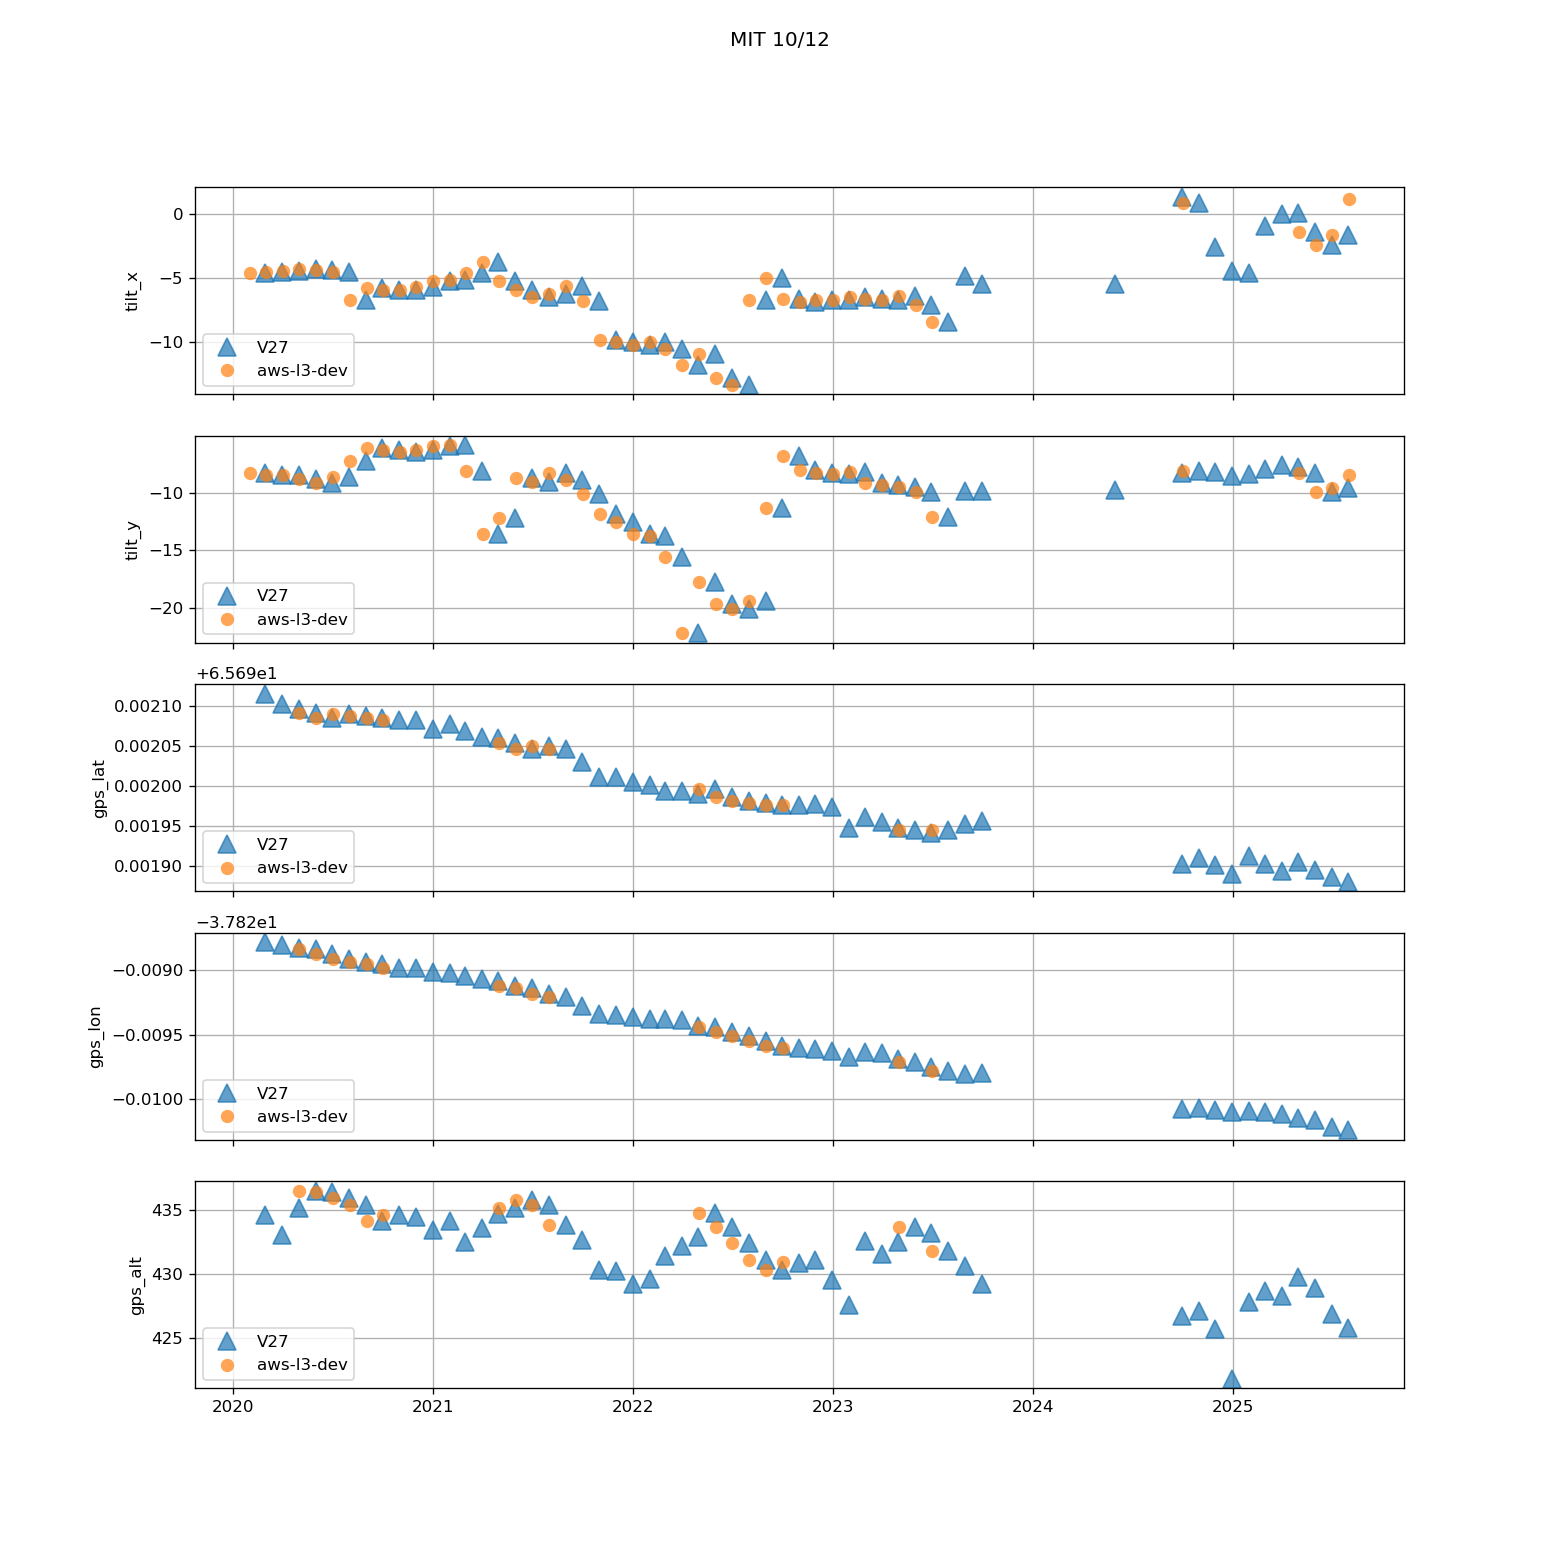 MIT 10/12
0
−5
−10
tilt_x
V27
aws-l3-dev
−10
−15
−20
tilt_y
V27
aws-l3-dev
+6.569e1
0.00210
0.00205
0.00200
0.00195
0.00190
gps_lat
V27
aws-l3-dev
−3.782e1
−0.0090
−0.0095
−0.0100
gps_lon
V27
aws-l3-dev
435
430
425
gps_alt
V27
aws-l3-dev
2020 2021 2022 2023 2024 2025